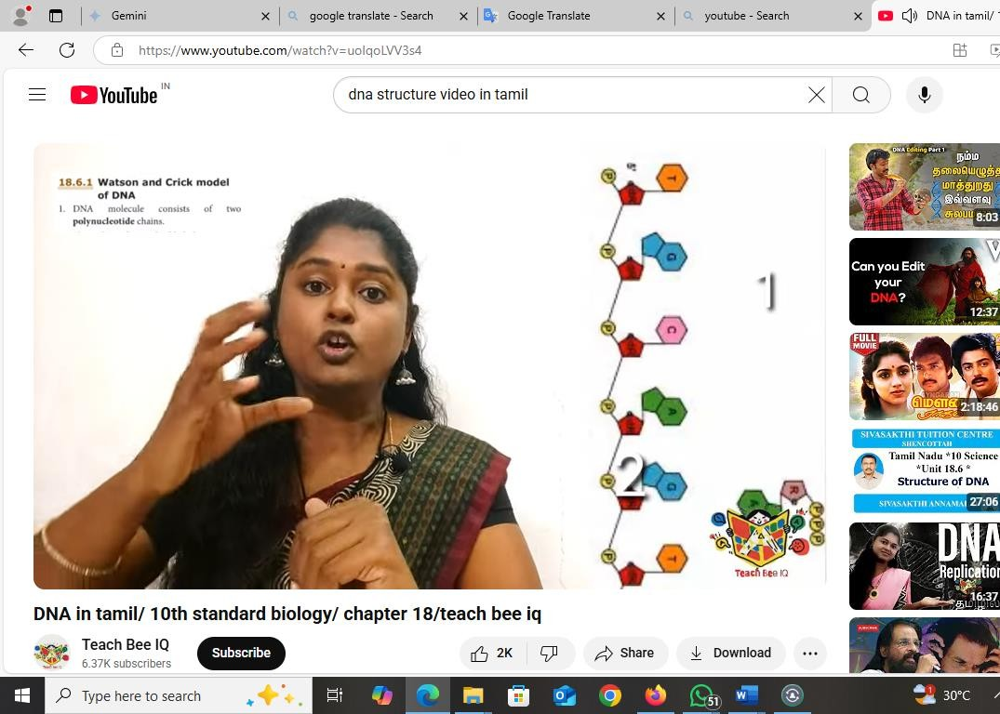 Gemini
google translate - Search
Google Translate
youtube - Search
DNA in tamil/
https://www.youtube.com/watch?v=uoIqoLVV3s4
YouTube IN
dna structure video in tamil
18.6.1 Watson and Crick model
of DNA
1. DNA molecule consists of two
polynucleotide chains.
P
T
P
G
1
P
C
P
A
2
P
G
P
T
A
R
P
P
P
Teach Bee IQ
DNA Editing Part 1
நம்ம
தலையெழுத்த
மாத்துறது
இவ்வளவு
8:03
Can you Edit
your
DNA?
12:37
FULL
MOVIE
2:18:46
SIVASAKTHI TUITION CENTRE
SHENCOTTAH
Tamil Nadu *10 Science
*Unit 18.6 *
Structure of DNA
SIVASAKTHI ANNAMA
27:06
DNA
Replication
16:37
SUBSCRIBE
DNA in tamil/ 10th standard biology/ chapter 18/teach bee iq
Teach Bee IQ
6.37K subscribers
Subscribe
2K
Share
Download
Type here to search
51
1
30°C